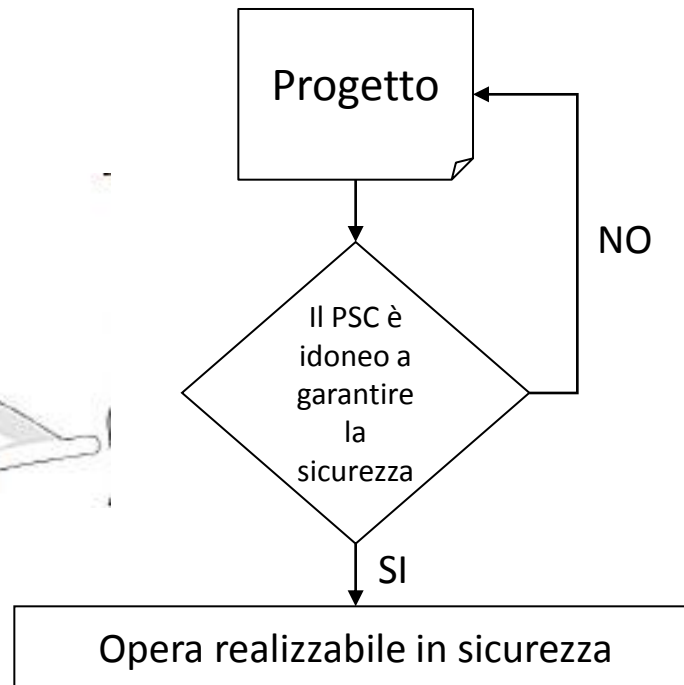 Progetto
NO
Il PSC è
idoneo a
garantire
la
sicurezza
SI
Opera realizzabile in sicurezza